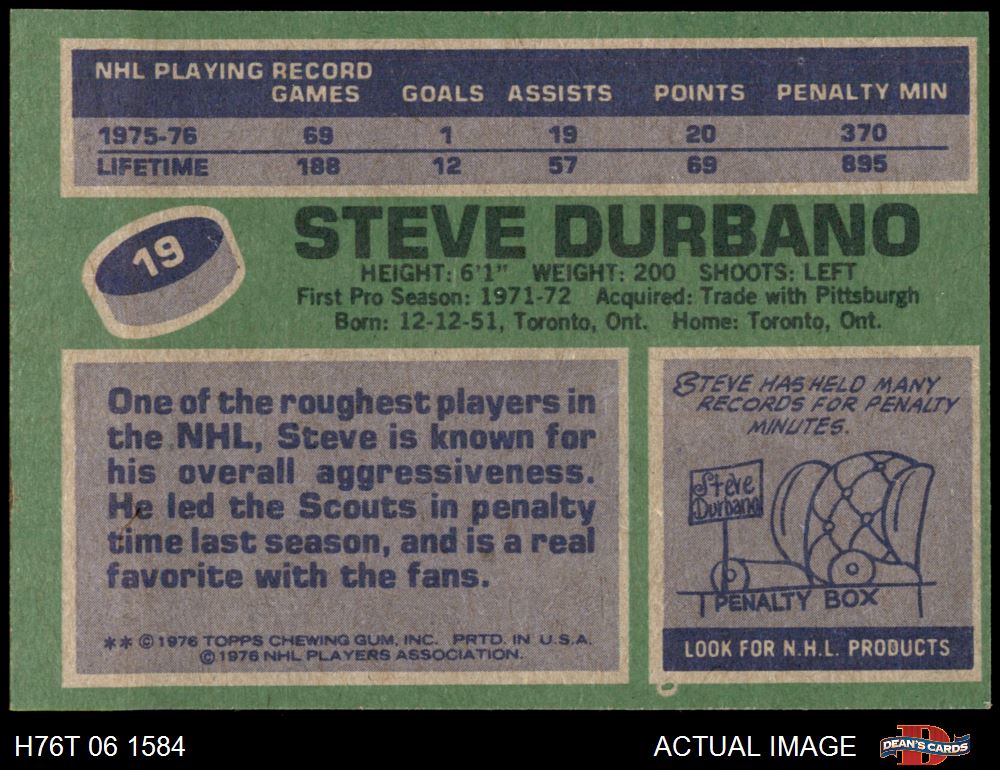 NHL PLAYING RECORD
GAMES GOALS ASSISTS POINTS PENALTY MIN
1975-76 69 1 19 20 370
LIFETIME 188 12 57 69 895
19
STEVE DURBANO
HEIGHT: 6'1" WEIGHT: 200 SHOOTS: LEFT
First Pro Season: 1971-72 Acquired: Trade with Pittsburgh
Born: 12-12-51, Toronto, Ont. Home: Toronto, Ont.
One of the roughest players in
the NHL, Steve is known for
his overall aggressiveness.
He led the Scouts in penalty
time last season, and is a real
favorite with the fans.
** © 1976 TOPPS CHEWING GUM, INC. PRTD. IN U.S.A.
© 1976 NHL PLAYERS ASSOCIATION.
STEVE HAS HELD MANY
RECORDS FOR PENALTY
MINUTES.
Steve
Durbano
PENALTY BOX
LOOK FOR N.H.L. PRODUCTS
H76T 06 1584 ACTUAL IMAGE DEAN'S CARDS